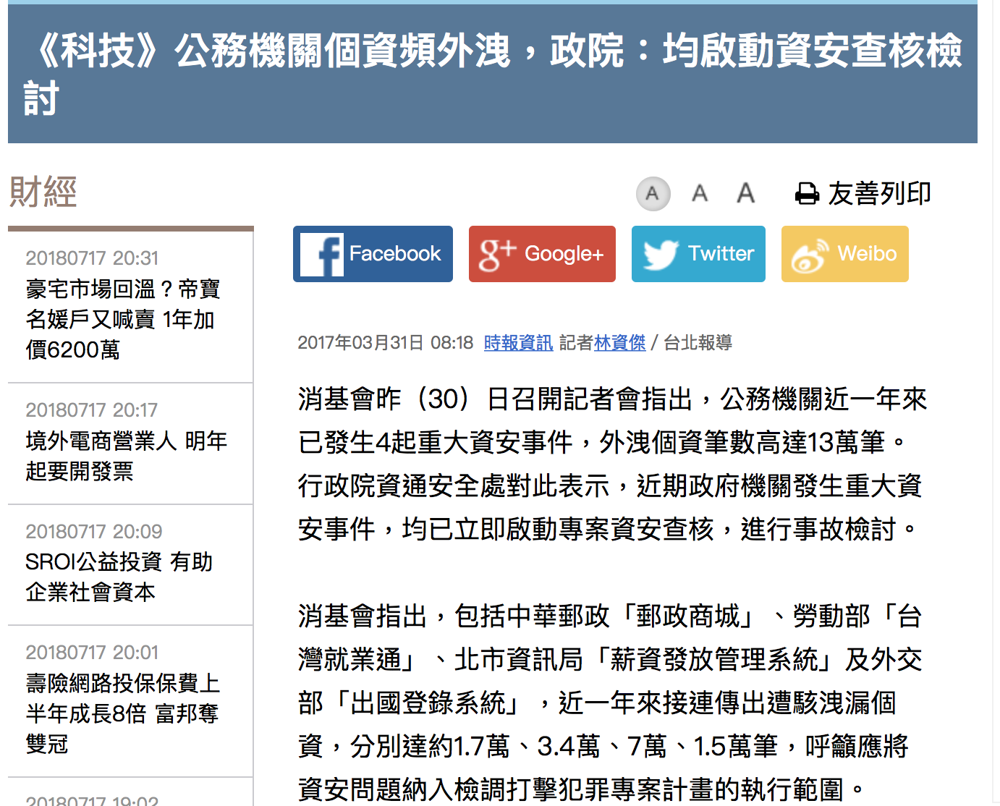 《科技》公務機關個資頻外洩，政院：均啟動資安查核檢
討
財經
A A A 友善列印
Facebook Google+ Twitter Weibo
20180717 20:31
豪宅市場回溫？帝寶
名媛戶又喊賣 1年加
價6200萬
20180717 20:17
境外電商營業人 明年
起要開發票
20180717 20:09
SROI公益投資 有助
企業社會資本
20180717 20:01
壽險網路投保保費上
半年成長8倍 富邦奪
雙冠
20180717 19:02
2017年03月31日 08:18 時報資訊 記者林資傑 / 台北報導
消基會昨（30）日召開記者會指出，公務機關近一年來
已發生4起重大資安事件，外洩個資筆數高達13萬筆。
行政院資通安全處對此表示，近期政府機關發生重大資
安事件，均已立即啟動專案資安查核，進行事故檢討。
消基會指出，包括中華郵政「郵政商城」、勞動部「台
灣就業通」、北市資訊局「薪資發放管理系統」及外交
部「出國登錄系統」，近一年來接連傳出遭駭洩漏個
資，分別達約1.7萬、3.4萬、7萬、1.5萬筆，呼籲應將
資安問題納入檢調打擊犯罪專案計畫的執行範圍。